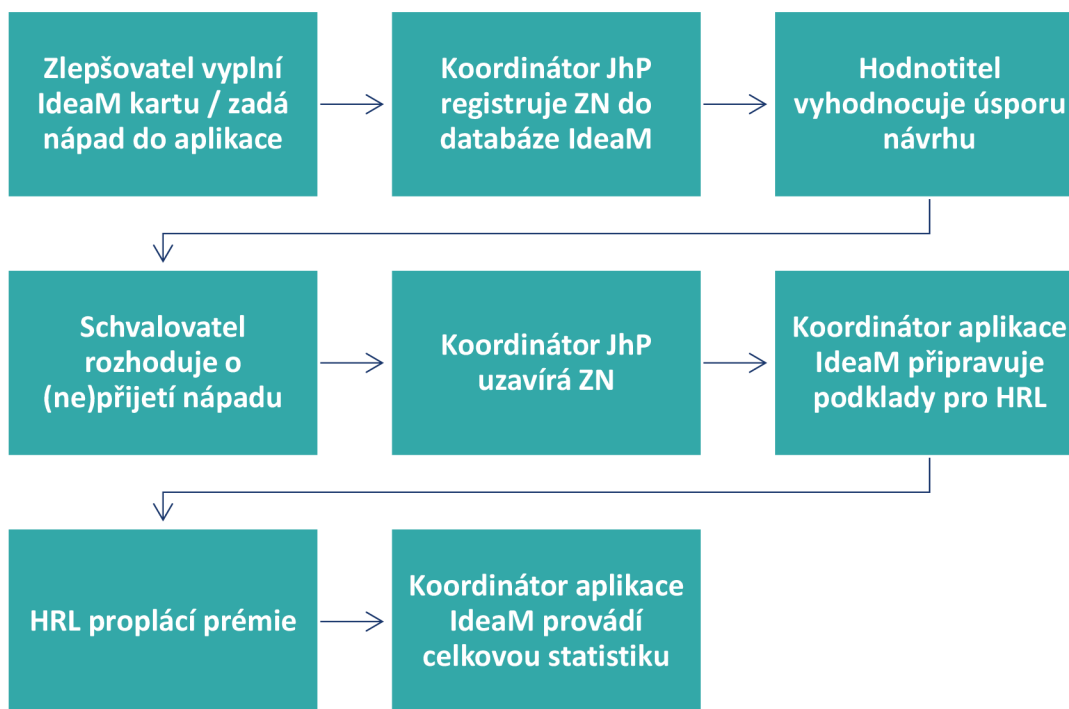 Zlepšovatel vyplní
IdeaM kartu / zadá
nápad do aplikace
Koordinátor JhP
registruje ZN do
databáze IdeaM
Hodnotitel
vyhodnocuje úsporu
návrhu
Schvalovatel
rozhoduje o
(ne)přijetí nápadu
Koordinátor JhP
uzavírá ZN
Koordinátor aplikace
IdeaM připravuje
podklady pro HRL
HRL proplácí prémie
Koordinátor aplikace
IdeaM provádí
celkovou statistiku